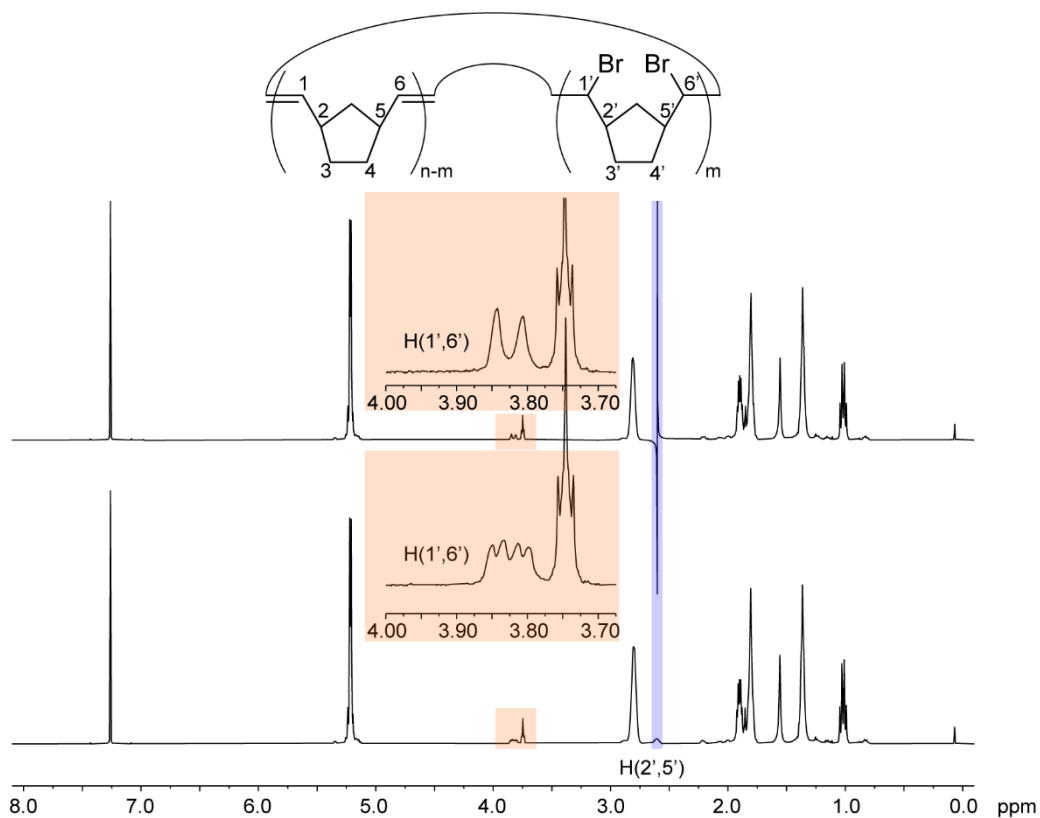 Br Br
1 6 1' 6'
2 5 2' 5'
3 4 3' 4'
n-m m
H(1',6')
4.00 3.90 3.80 3.70
H(1',6')
4.00 3.90 3.80 3.70
H(2',5')
8.0 7.0 6.0 5.0 4.0 3.0 2.0 1.0 0.0 ppm